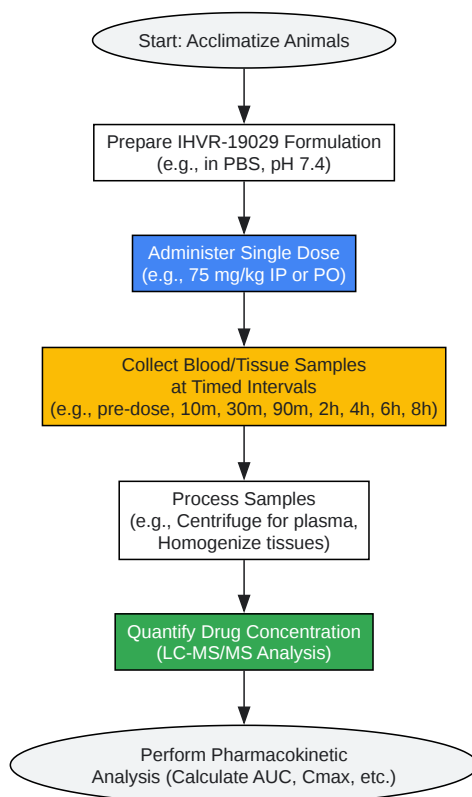 Start: Acclimatize Animals
Prepare IHVR-19029 Formulation
(e.g., in PBS, pH 7.4)
Administer Single Dose
(e.g., 75 mg/kg IP or PO)
Collect Blood/Tissue Samples
at Timed Intervals
(e.g., pre-dose, 10m, 30m, 90m, 2h, 4h, 6h, 8h)
Process Samples
(e.g., Centrifuge for plasma,
Homogenize tissues)
Quantify Drug Concentration
(LC-MS/MS Analysis)
Perform Pharmacokinetic
Analysis (Calculate AUC, Cmax, etc.)